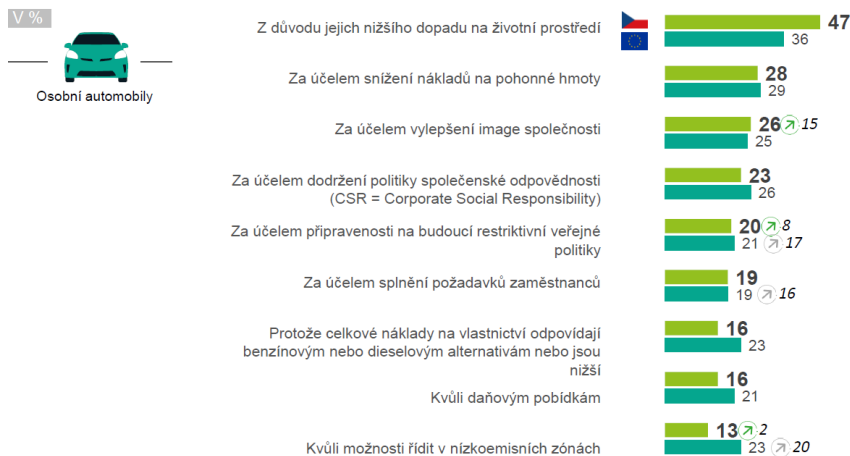 V %
Osobní automobily
Z důvodu jejich nižšího dopadu na životní prostředí
47
36
Za účelem snížení nákladů na pohonné hmoty
28
29
Za účelem vylepšení image společnosti
26 15
25
Za účelem dodržení politiky společenské odpovědnosti
(CSR = Corporate Social Responsibility)
23
26
Za účelem připravenosti na budoucí restriktivní veřejné
politiky
20 8
21 17
Za účelem splnění požadavků zaměstnanců
19
19 16
Protože celkové náklady na vlastnictví odpovídají
benzínovým nebo dieselovým alternativám nebo jsou
nižší
16
23
Kvůli daňovým pobídkám
16
21
Kvůli možnosti řídit v nízkoemisních zónách
13 2
23 20